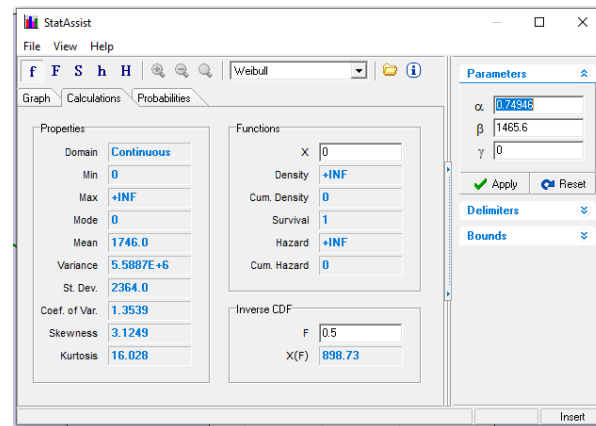 StatAssist
File View Help
f F S h H Weibull
Graph Calculations Probabilities
Properties
Domain Continuous
Min 0
Max +INF
Mode 0
Mean 1746.0
Variance 5.5887E+6
St. Dev. 2364.0
Coef. of Var. 1.3539
Skewness 3.1249
Kurtosis 16.028
Functions
X 0
Density +INF
Cum. Density 0
Survival 1
Hazard +INF
Cum. Hazard 0
Inverse CDF
F 0.5
X(F) 898.73
Parameters
α 0.74946
β 1465.6
γ 0
Apply Reset
Delimiters
Bounds
Insert